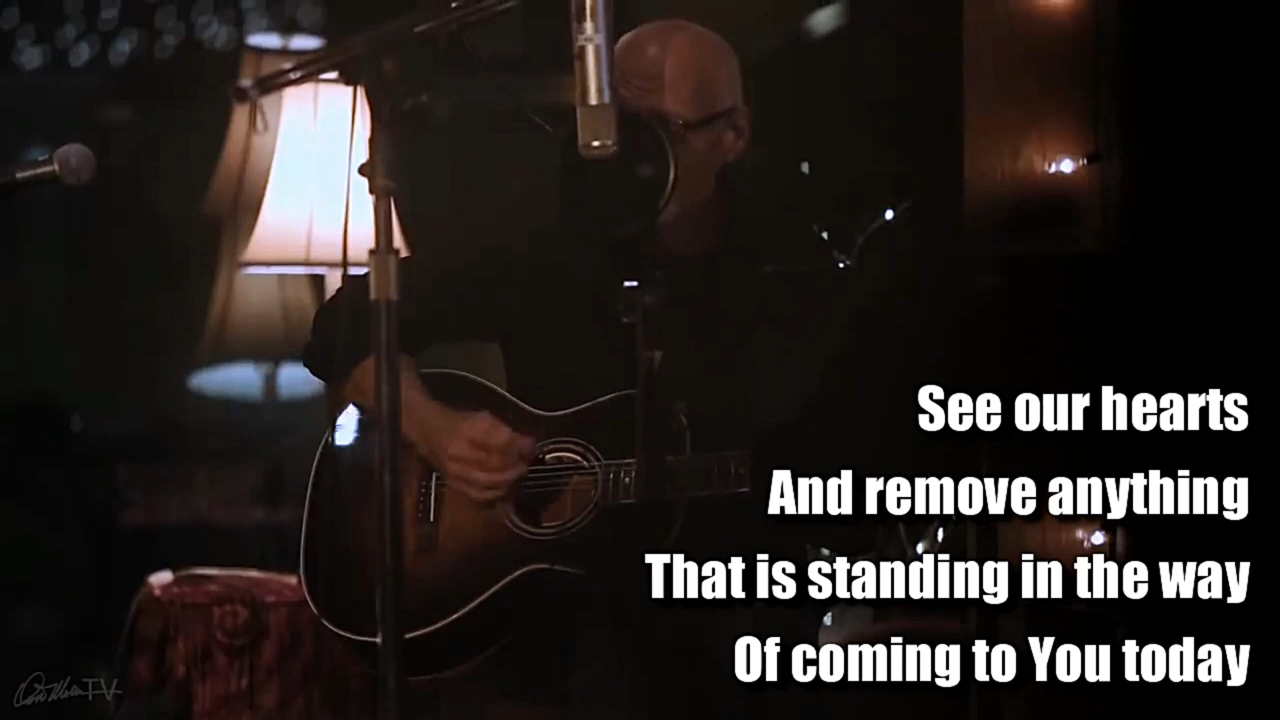 See our hearts
And remove anything
That is standing in the way
Of coming to You today